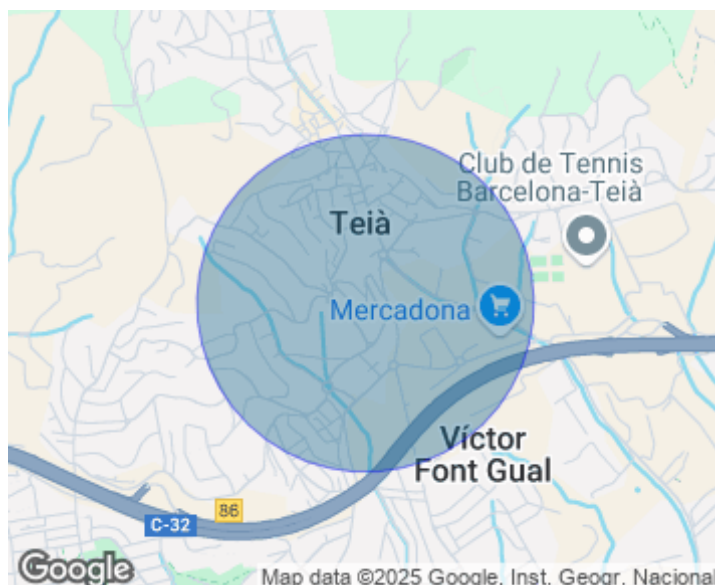 Club de Tennis
Barcelona-Teià
Teià
Mercadona
Víctor
Font Gual
86
C-32
Google
Map data ©2025 Google, Inst. Geogr. Nacional